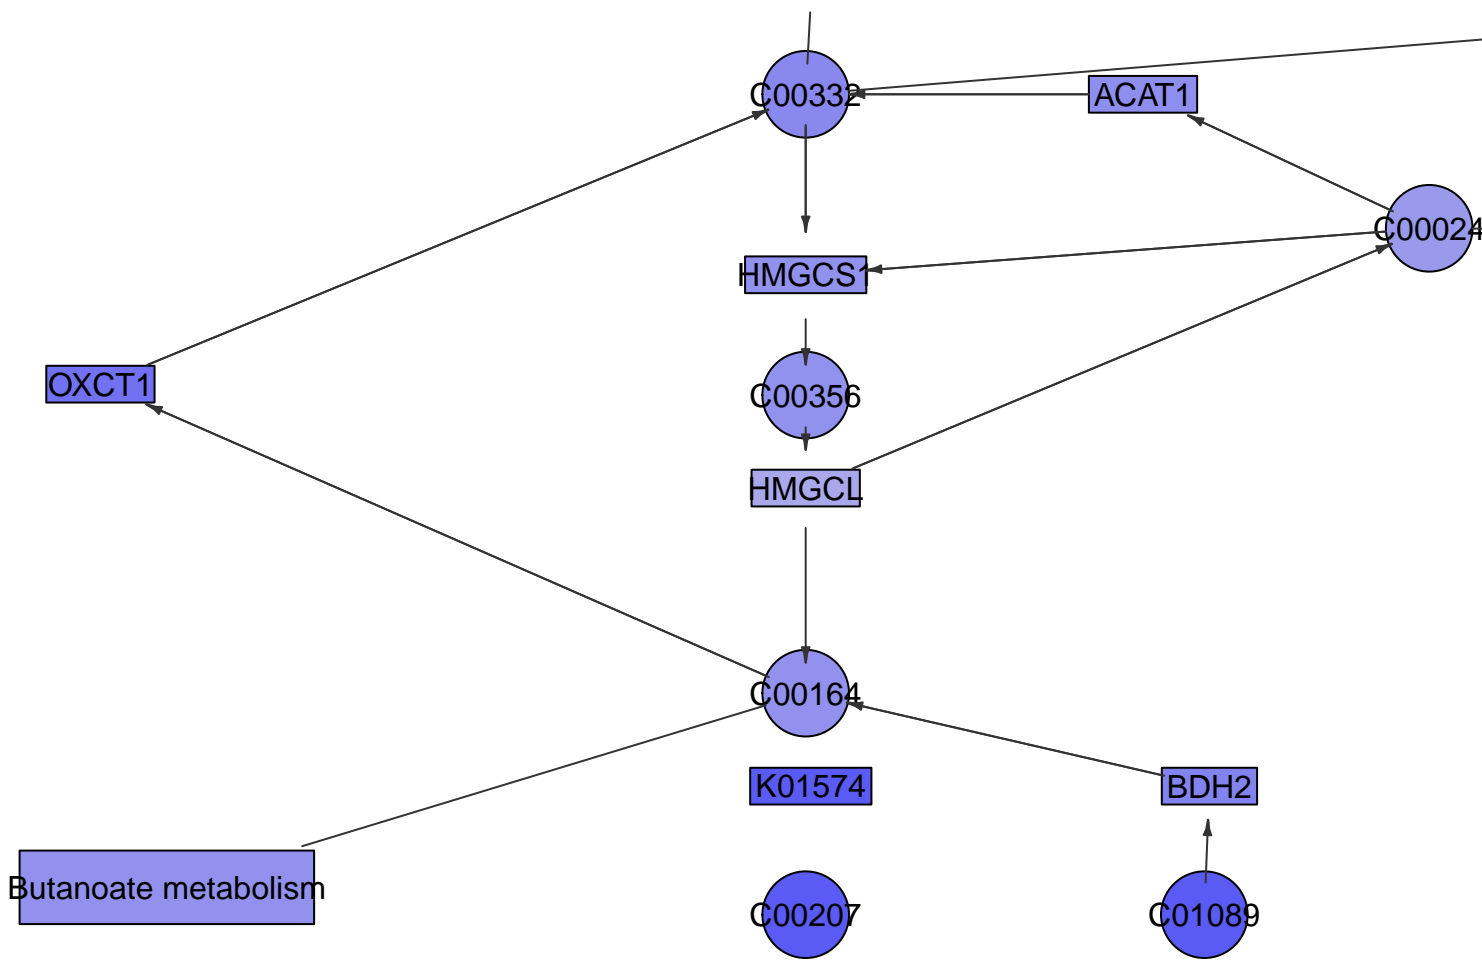 C00332
ACAT1
C00024
HMGCS1
OXCT1
C00356
HMGCL
C00164
K01574
BDH2
Butanoate metabolism
C00207
C01089